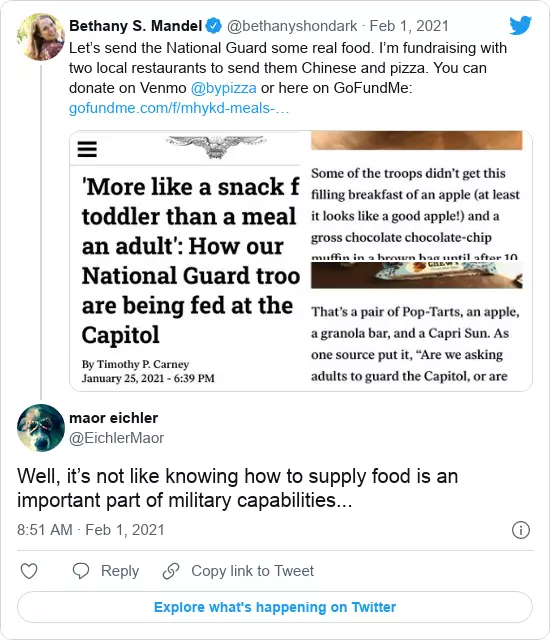 Bethany S. Mandel @bethanyshondark · Feb 1, 2021
Let's send the National Guard some real food. I'm fundraising with
two local restaurants to send them Chinese and pizza. You can
donate on Venmo @bypizza or here on GoFundMe:
gofundme.com/f/mhykd-meals-…
'More like a snack f
toddler than a meal
an adult': How our
National Guard troo
are being fed at the
Capitol
By Timothy P. Carney
January 25, 2021 - 6:39 PM
Some of the troops didn't get this
filling breakfast of an apple (at least
it looks like a good apple!) and a
gross chocolate chocolate-chip
muffin in a brown bag until after 10
CHEWY
That's a pair of Pop-Tarts, an apple,
a granola bar, and a Capri Sun. As
one source put it, "Are we asking
adults to guard the Capitol, or are
maor eichler
@EichlerMaor
Well, it's not like knowing how to supply food is an
important part of military capabilities...
8:51 AM · Feb 1, 2021
Reply
Copy link to Tweet
Explore what's happening on Twitter